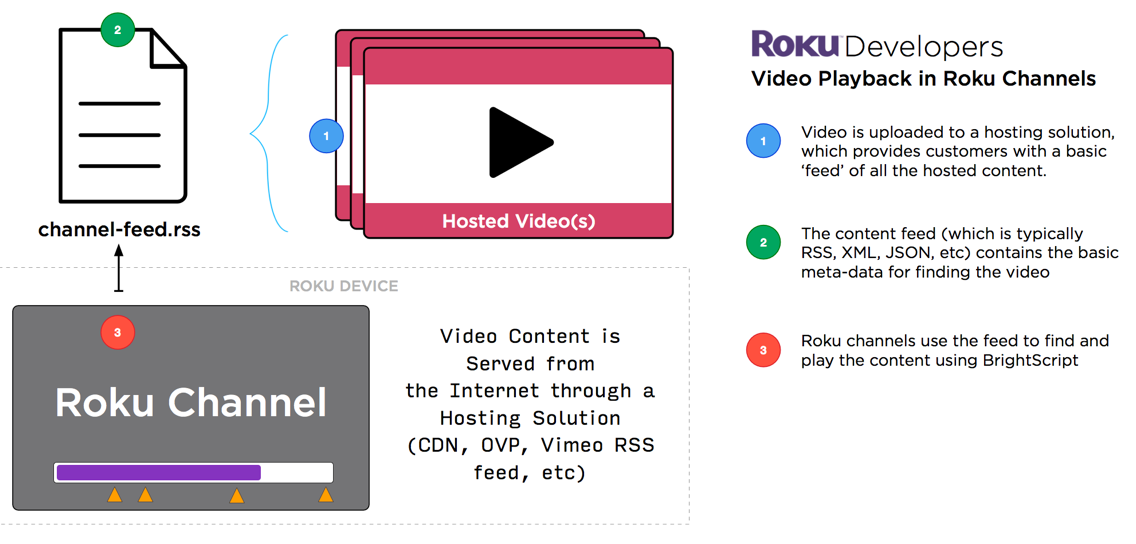 2
channel-feed.rss
1
Hosted Video(s)
ROKU DEVICE
3
Roku Channel
Video Content is
Served from
the Internet through a
Hosting Solution
(CDN, OVP, Vimeo RSS
feed, etc)
ROKU™ Developers
Video Playback in Roku Channels
1
Video is uploaded to a hosting solution,
which provides customers with a basic
‘feed’ of all the hosted content.
2
The content feed (which is typically
RSS, XML, JSON, etc) contains the basic
meta-data for finding the video
3
Roku channels use the feed to find and
play the content using BrightScript